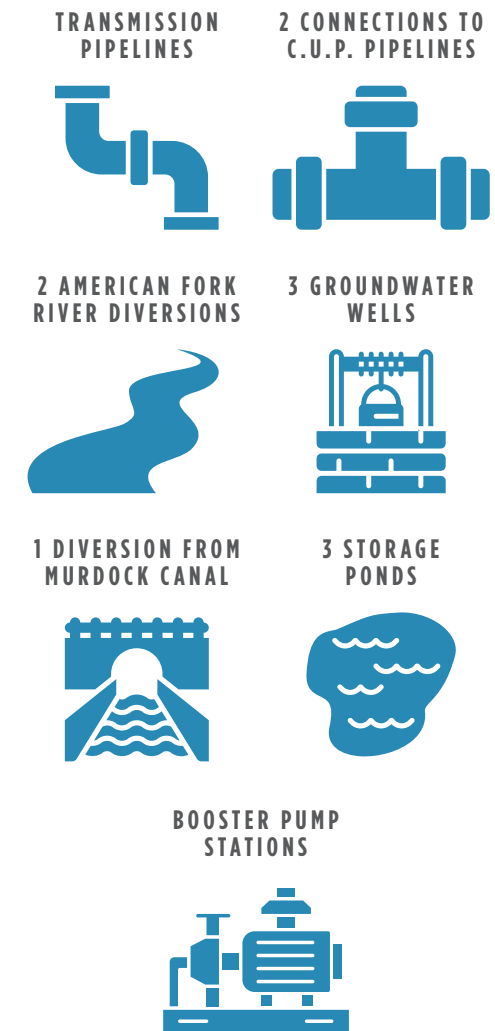 TRANSMISSION
PIPELINES
2 CONNECTIONS TO
C.U.P. PIPELINES
2 AMERICAN FORK
RIVER DIVERSIONS
3 GROUNDWATER
WELLS
1 DIVERSION FROM
MURDOCK CANAL
3 STORAGE
PONDS
BOOSTER PUMP
STATIONS